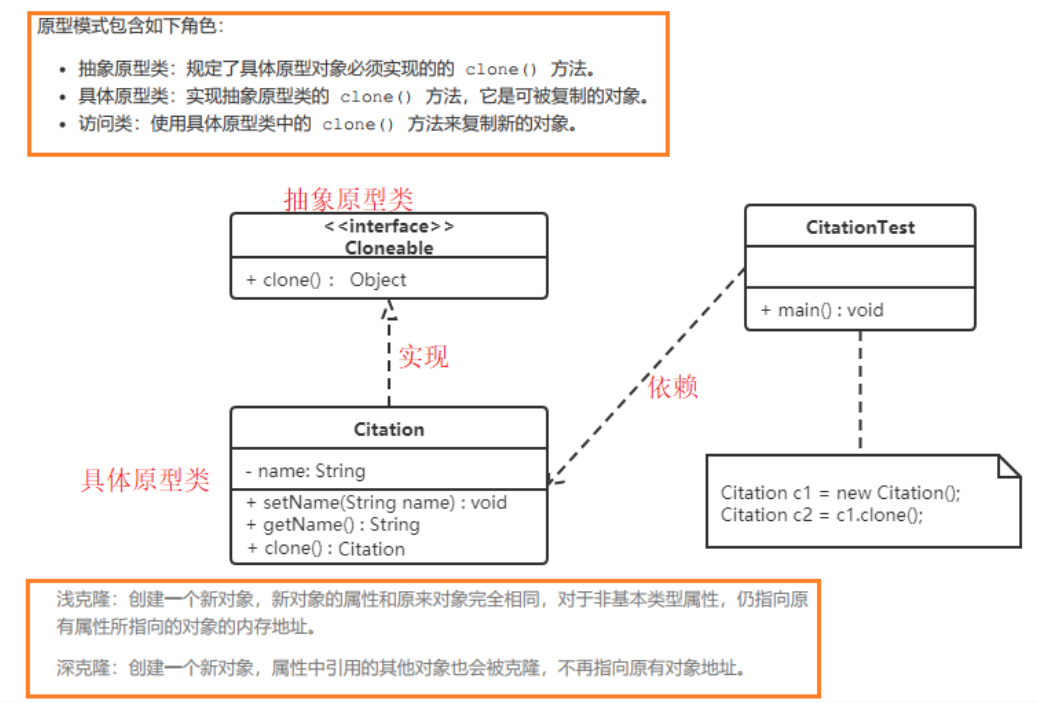 原型模式包含如下角色：
• 抽象原型类：规定了具体原型对象必须实现的的 clone() 方法。
• 具体原型类：实现抽象原型类的 clone() 方法，它是可被复制的对象。
• 访问类：使用具体原型类中的 clone() 方法来复制新的对象。
抽象原型类
<<interface>>
Cloneable
+ clone() : Object
CitationTest
+ main() : void
实现
依赖
具体原型类
Citation
- name: String
+ setName(String name) : void
+ getName() : String
+ clone() : Citation
Citation c1 = new Citation();
Citation c2 = c1.clone();
浅克隆：创建一个新对象，新对象的属性和原来对象完全相同，对于非基本类型属性，仍指向原
有属性所指向的对象的内存地址。
深克隆：创建一个新对象，属性中引用的其他对象也会被克隆，不再指向原有对象地址。